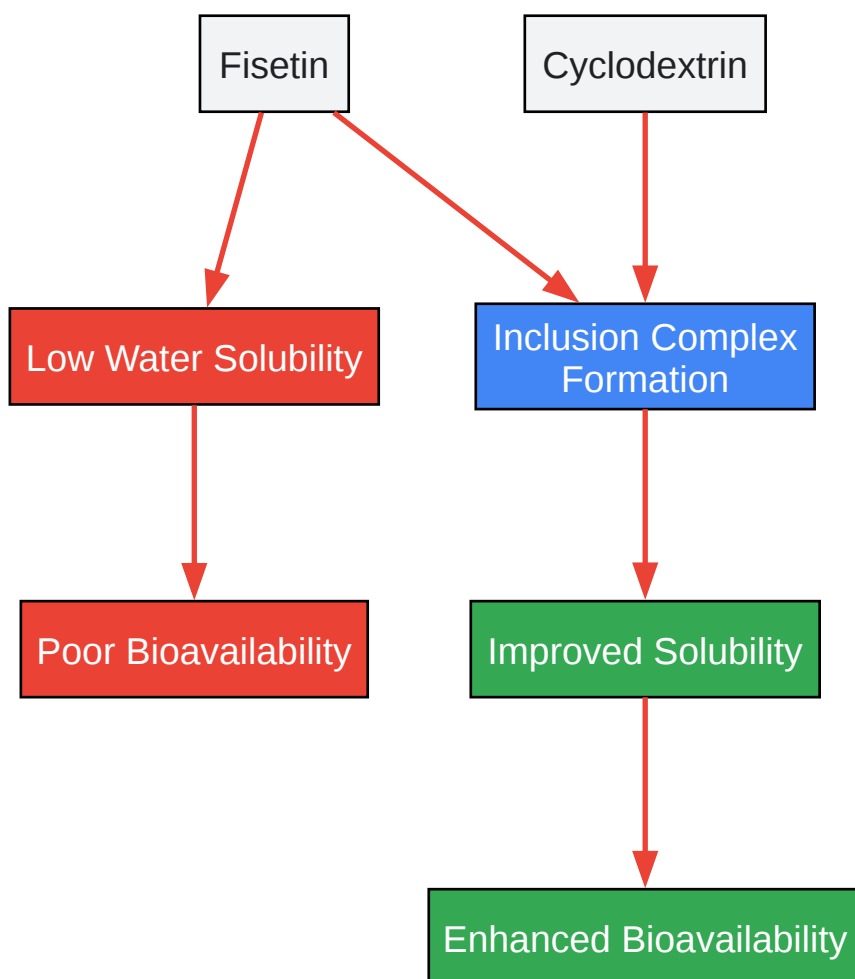 Fisetin
Cyclodextrin
Low Water Solubility
Inclusion Complex
Formation
Poor Bioavailability
Improved Solubility
Enhanced Bioavailability